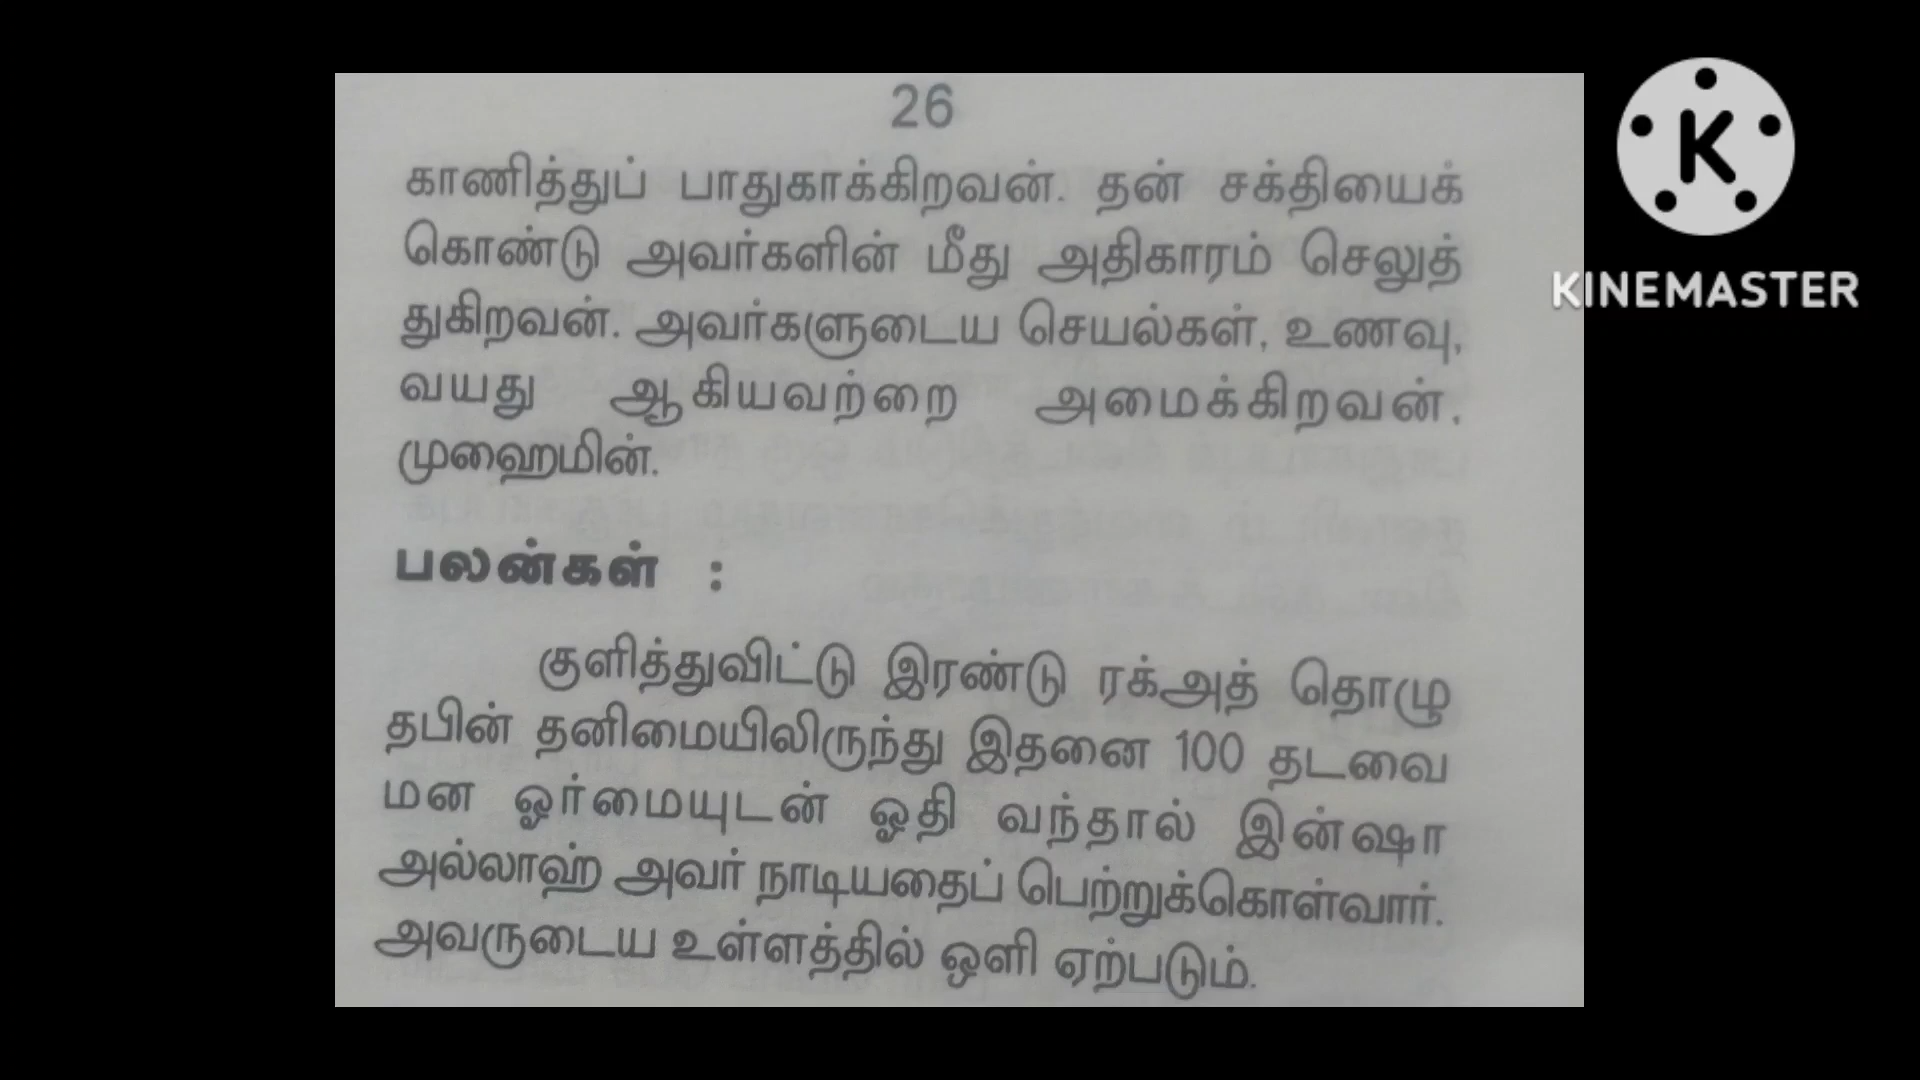 26
காணித்துப் பாதுகாக்கிறவன். தன் சக்தியைக்
கொண்டு அவர்களின் மீது அதிகாரம் செலுத்
துகிறவன். அவர்களுடைய செயல்கள், உணவு,
வயது ஆகியவற்றை அமைக்கிறவன்.
முஹைமின்.
பலன்கள் :
குளித்துவிட்டு இரண்டு ரக்அத் தொழு
தபின் தனிமையிலிருந்து இதனை 100 தடவை
மன ஓர்மையுடன் ஓதி வந்தால் இன்ஷா
அல்லாஹ் அவர் நாடியதைப் பெற்றுக்கொள்வார்.
அவருடைய உள்ளத்தில் ஒளி ஏற்படும்.
K
KINEMASTER